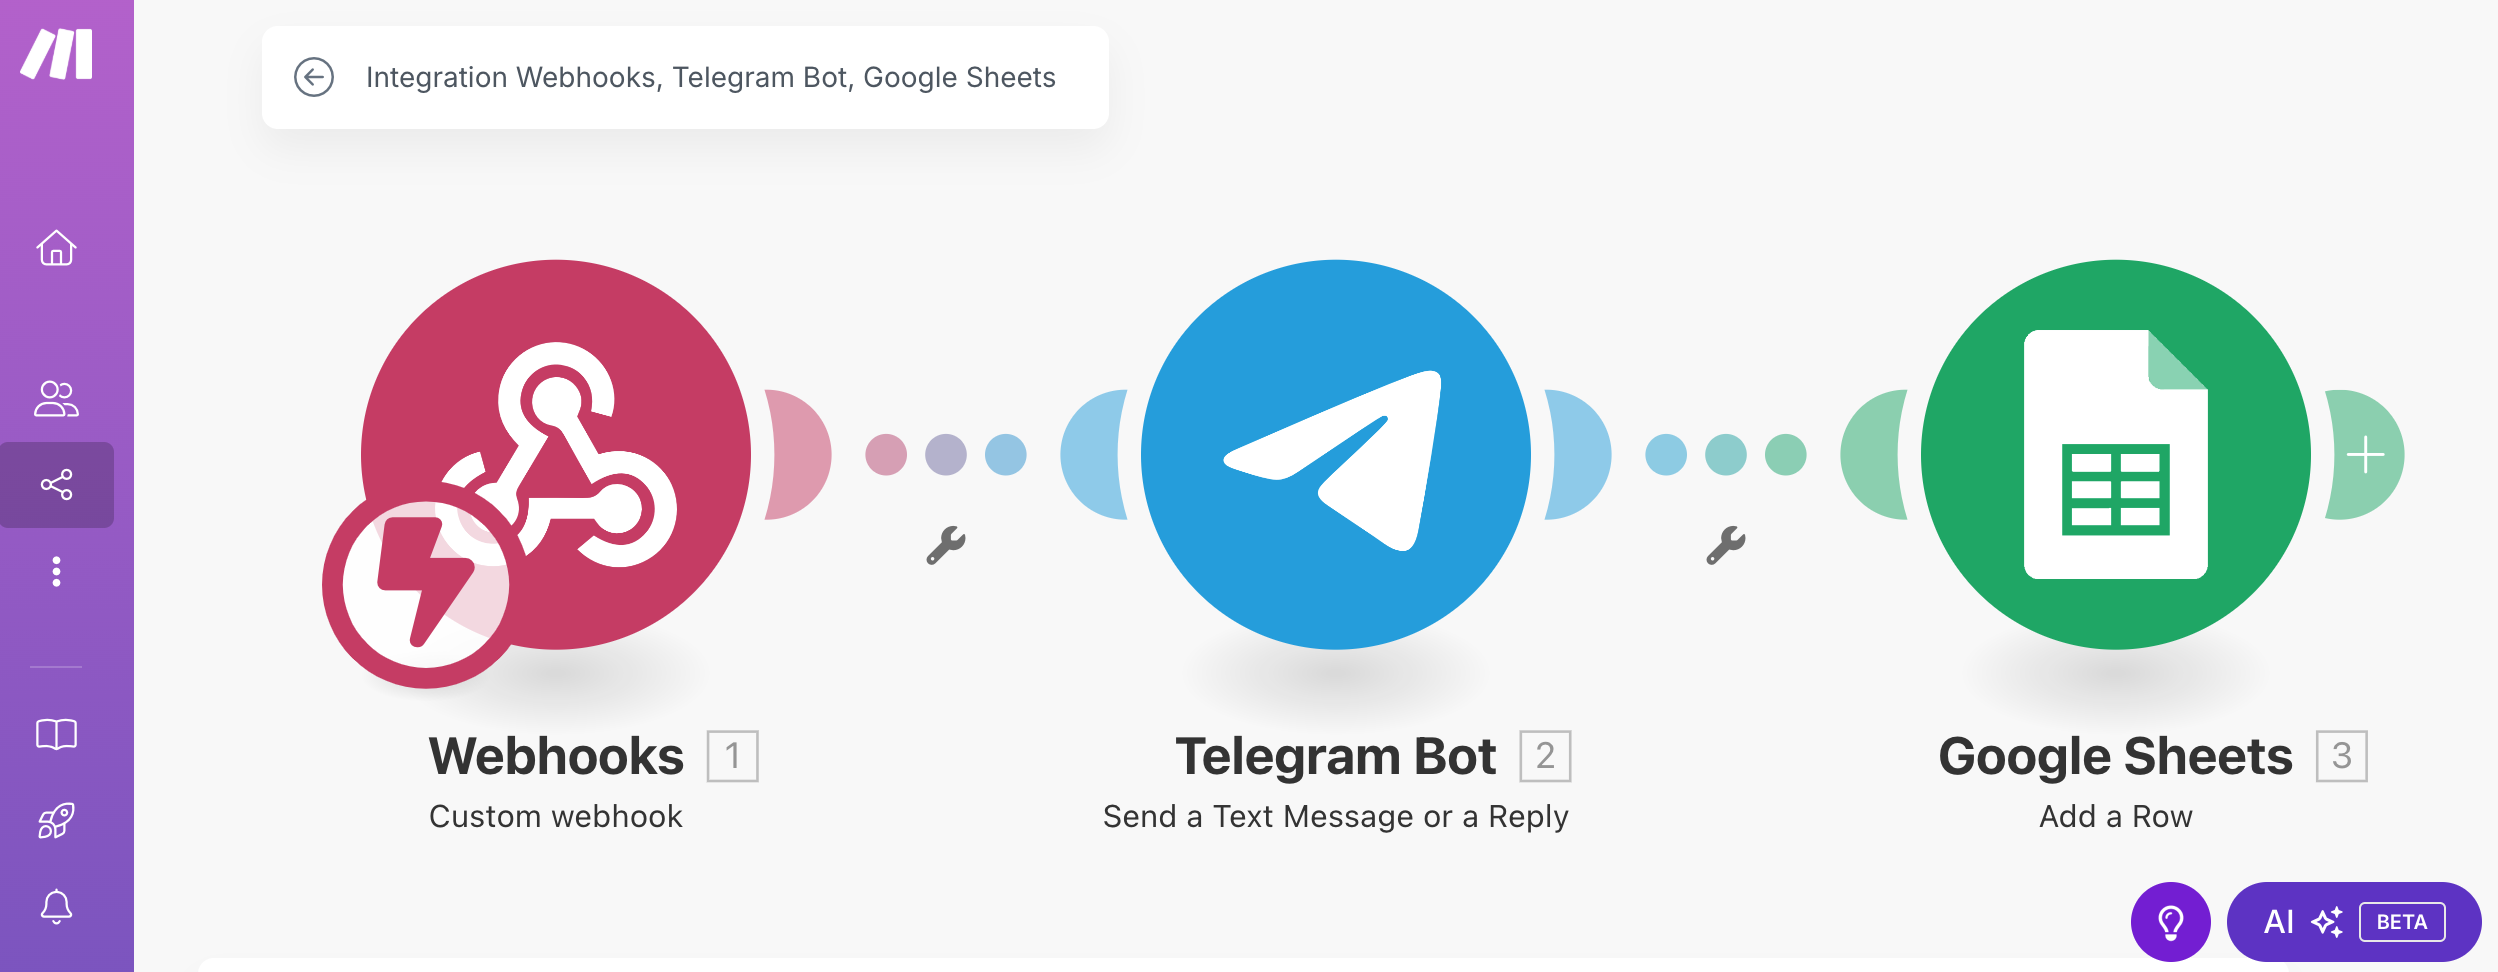 Integration Webhooks, Telegram Bot, Google Sheets
Webhooks 1
Custom webhook
Telegram Bot 2
Send a Text Message or a Reply
Google Sheets 3
Add a Row
AI BETA